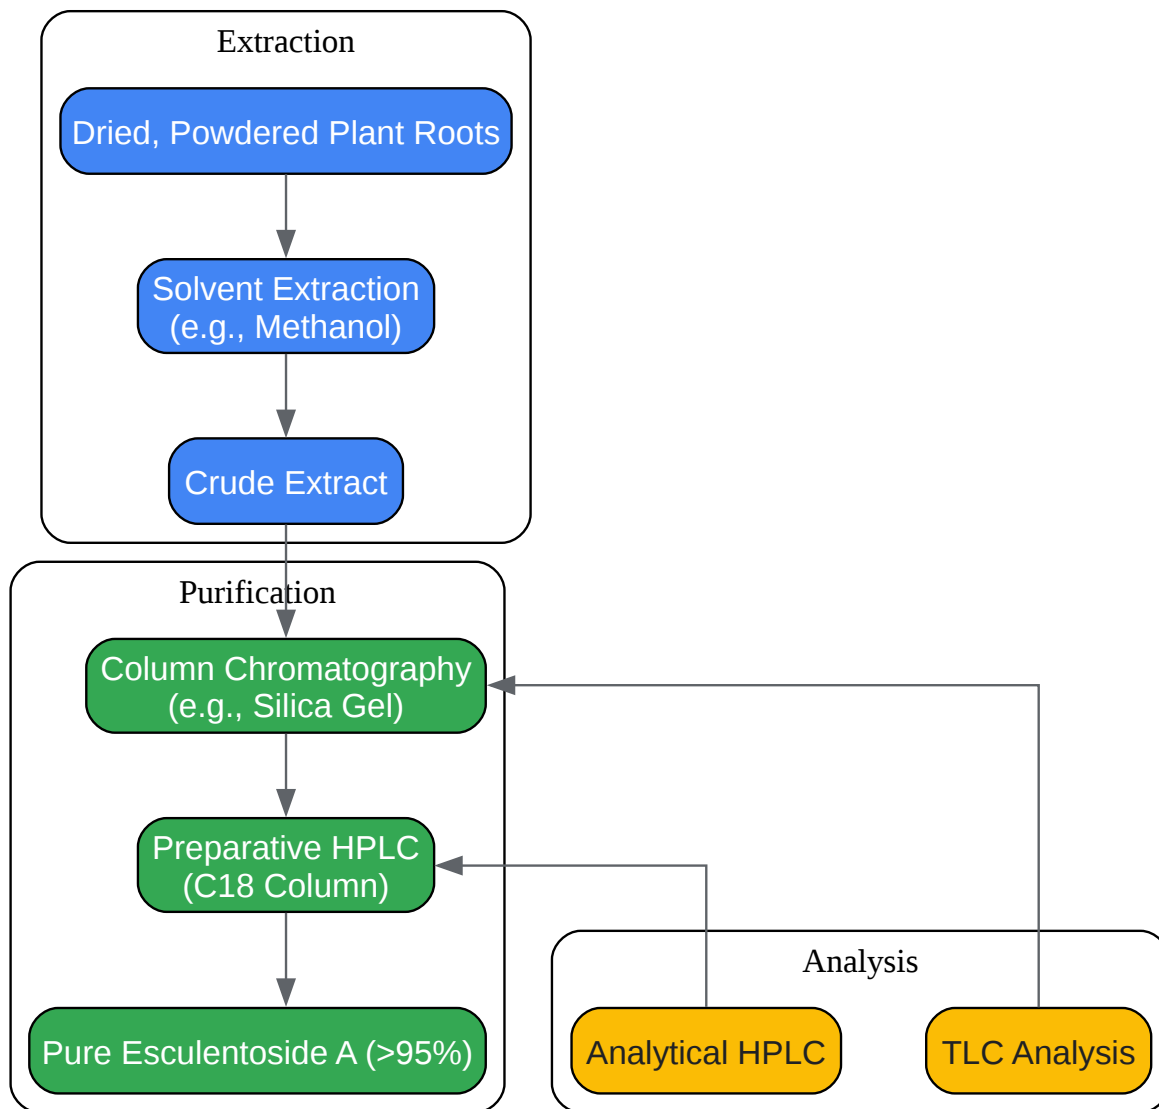 Extraction
Dried, Powdered Plant Roots
Solvent Extraction
(e.g., Methanol)
Crude Extract
Purification
Column Chromatography
(e.g., Silica Gel)
Preparative HPLC
(C18 Column)
Pure Esculentoside A (>95%)
Analysis
Analytical HPLC
TLC Analysis